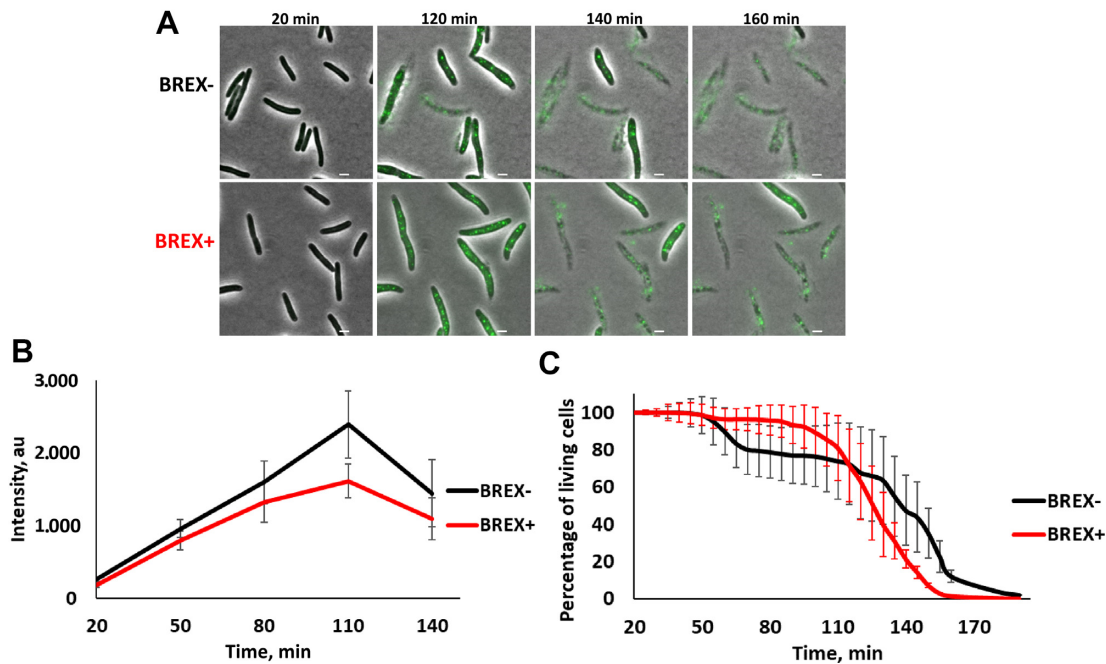 A
20 min 120 min 140 min 160 min
BREX-
BREX+
B
3.000
2.000
1.000
0
Intensity, au
20 50 80 110 140
Time, min
BREX-
BREX+
C
100
80
60
40
20
0
Percentage of living cells
20 50 80 110 140 170
Time, min
BREX-
BREX+